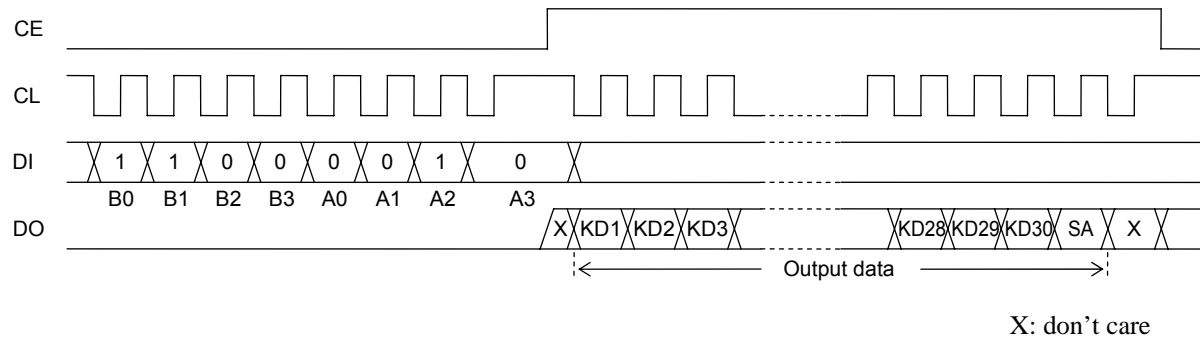 CE
CL
DI 1 1 0 0 0 0 1 0
B0 B1 B2 B3 A0 A1 A2 A3
DO X KD1 KD2 KD3 KD28 KD29 KD30 SA X
Output data
X: don’t care